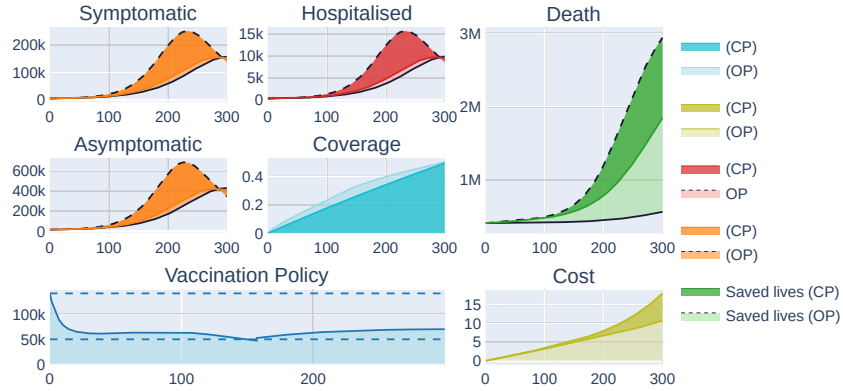 Symptomatic
Hospitalised
Death
200k
100k
0
0
100
200
300
15k
10k
5k
0
0
100
200
300
3M
2M
1M
0
100
200
300
(CP)
(OP)
(CP)
(OP)
(CP)
OP
(CP)
(OP)
Saved lives (CP)
Saved lives (OP)
Asymptomatic
Coverage
600k
400k
200k
0
0
100
200
300
0.4
0.2
0
0
100
200
300
Vaccination Policy
Cost
100k
50k
0
0
100
200
15
10
5
0
0
100
200
300